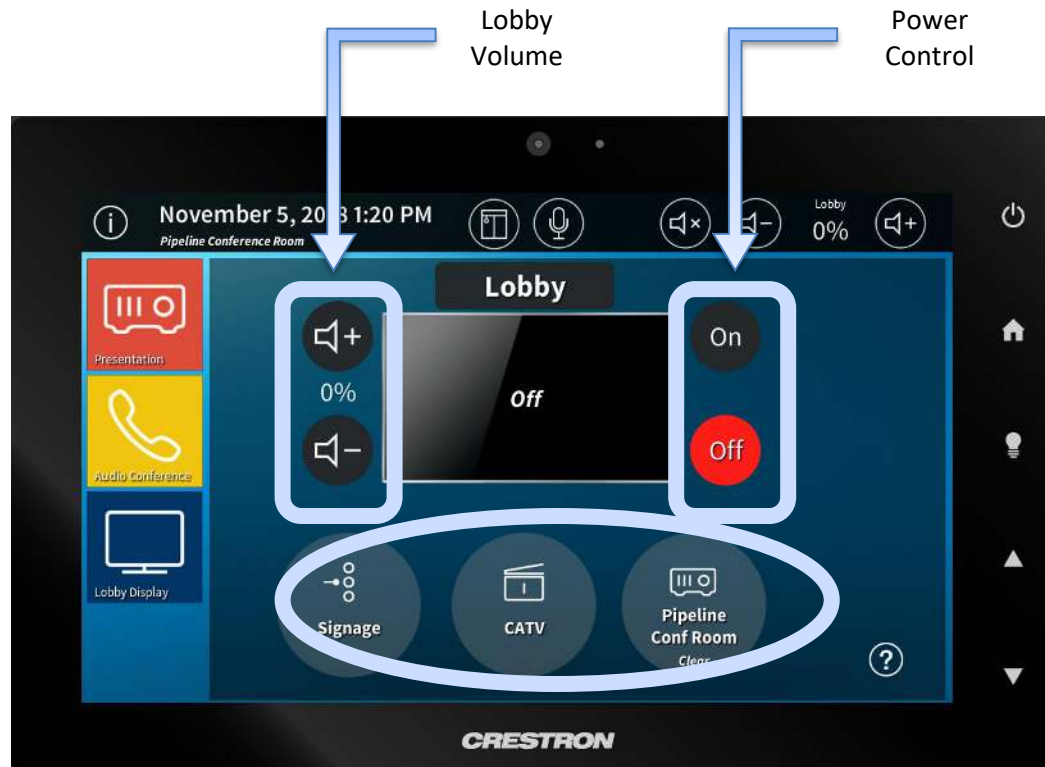 Lobby
Volume
Power
Control
i
November 5, 1:20 PM
Pipeline Conference Room
Lobby
0%
Lobby
Presentation
Audio Conference
Lobby Display
0%
Off
On
Off
Signage
CATV
Pipeline
Conf Room
Clear
?
CRESTRON